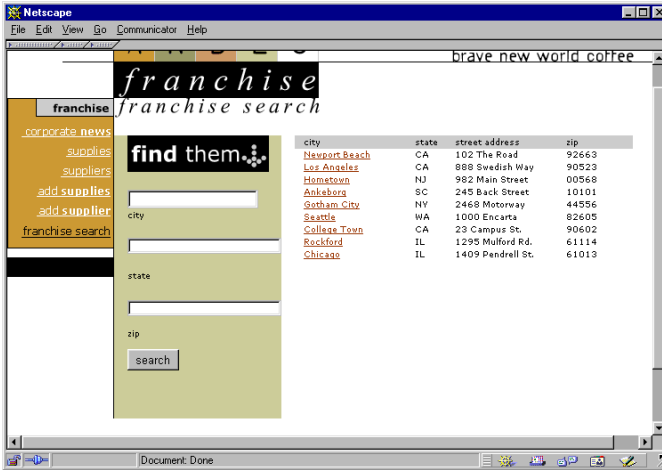 Netscape
File Edit View Go Communicator Help
brave new world coffee
franchise
franchise search
franchise
corporate news
supplies
suppliers
add supplies
add supplier
franchise search
find them
city
state
zip
search
city state street address zip
Newport Beach CA 102 The Road 92663
Los Angeles CA 888 Swedish Way 90523
Hometown NJ 982 Main Street 00568
Ankeborg SC 245 Back Street 10101
Gotham City NY 2468 Motorway 44556
Seattle WA 1000 Encarta 82605
College Town CA 23 Campus St. 90602
Rockford IL 1295 Mulford Rd. 61114
Chicago IL 1409 Pendrell St. 61013
Document: Done